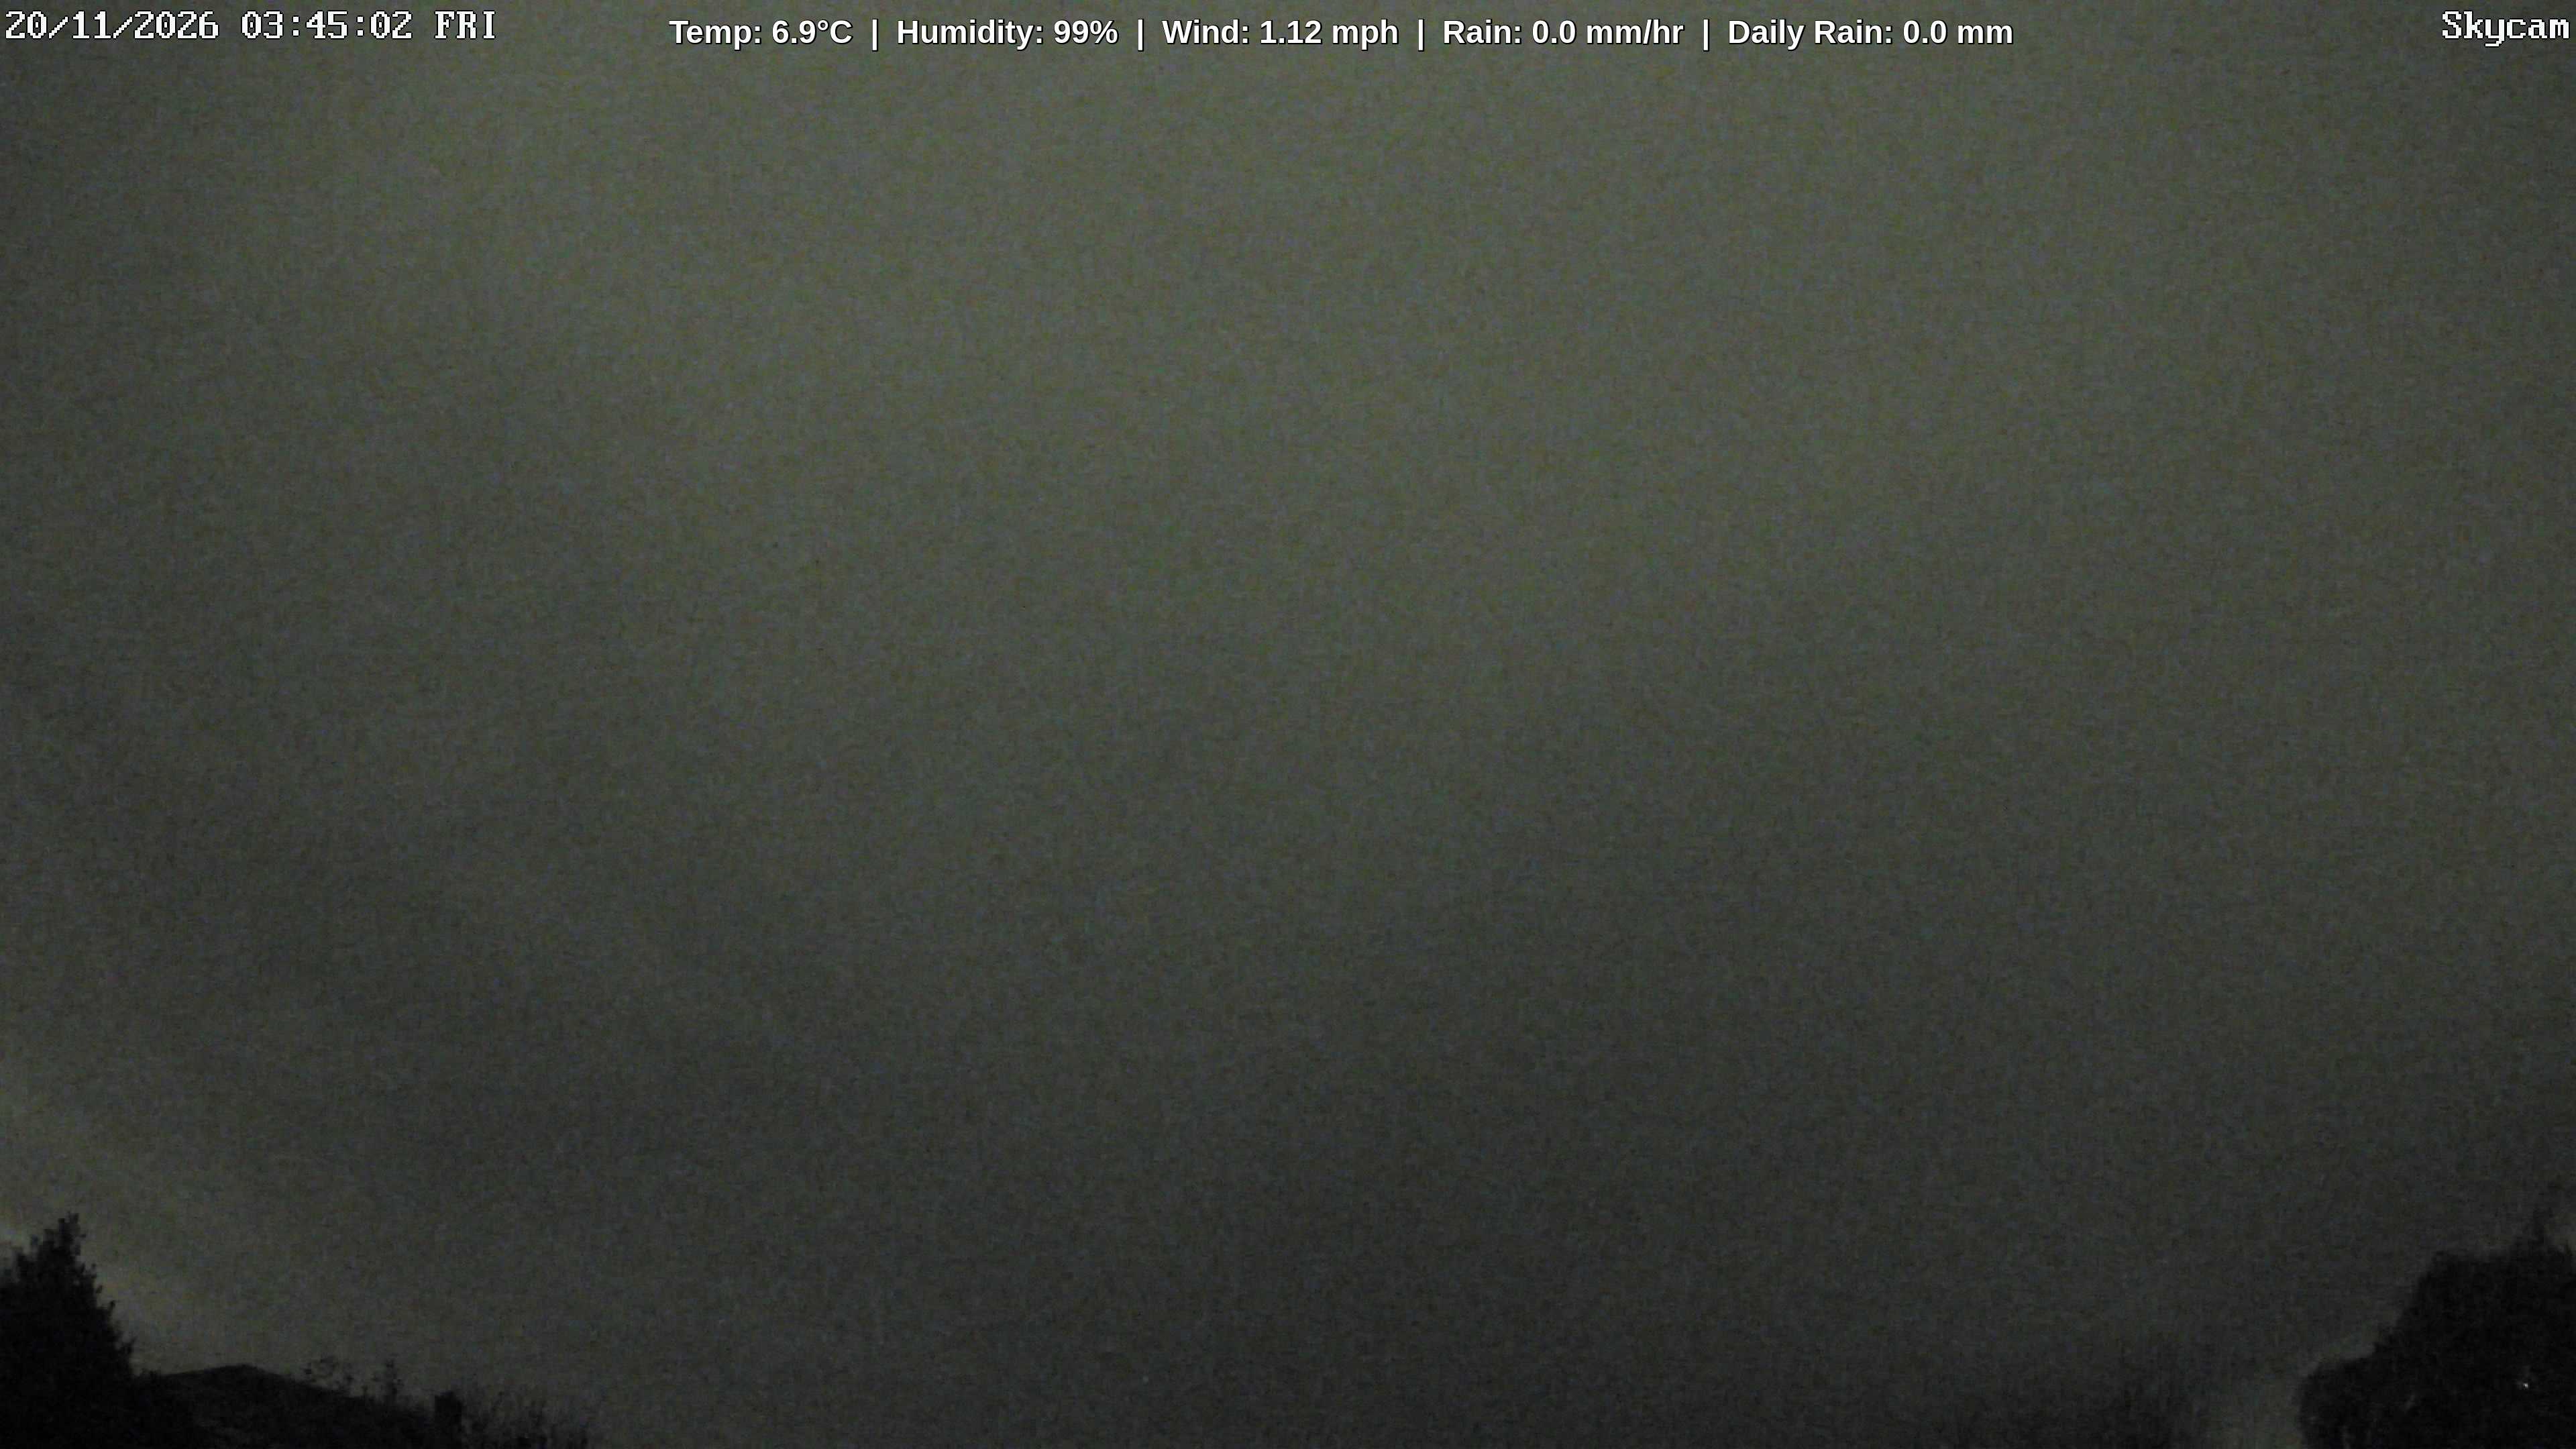 20/11/2026 03:45:02 FRI
Temp: 6.9°C | Humidity: 99% | Wind: 1.12 mph | Rain: 0.0 mm/hr | Daily Rain: 0.0 mm
Skycam